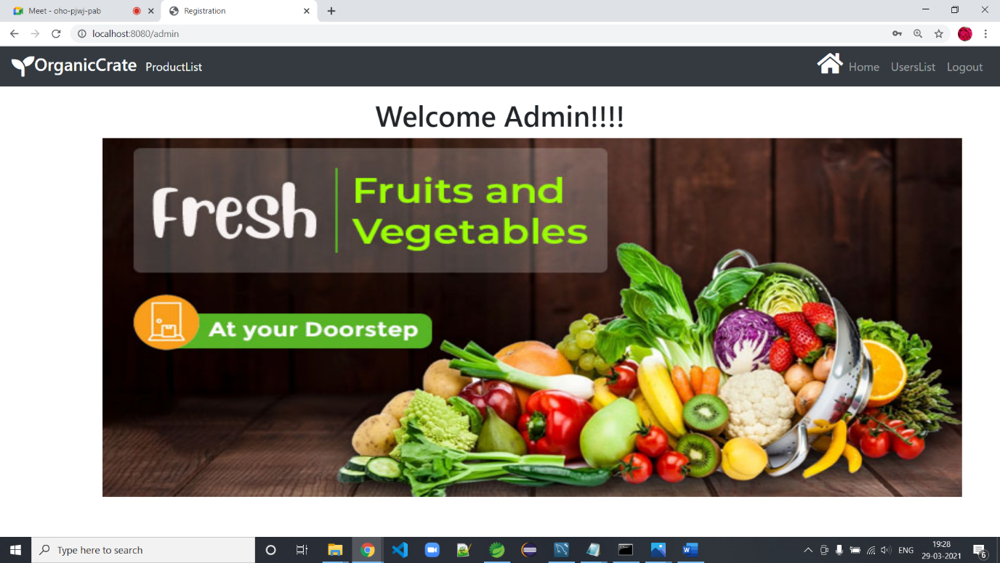 Meet - oho-pjwj-pab
Registration
localhost:8080/admin
OrganicCrate ProductList Home UsersList Logout
Welcome Admin!!!!
Fresh
Fruits and
Vegetables
At your Doorstep
Type here to search
ENG
19:28
29-03-2021
6